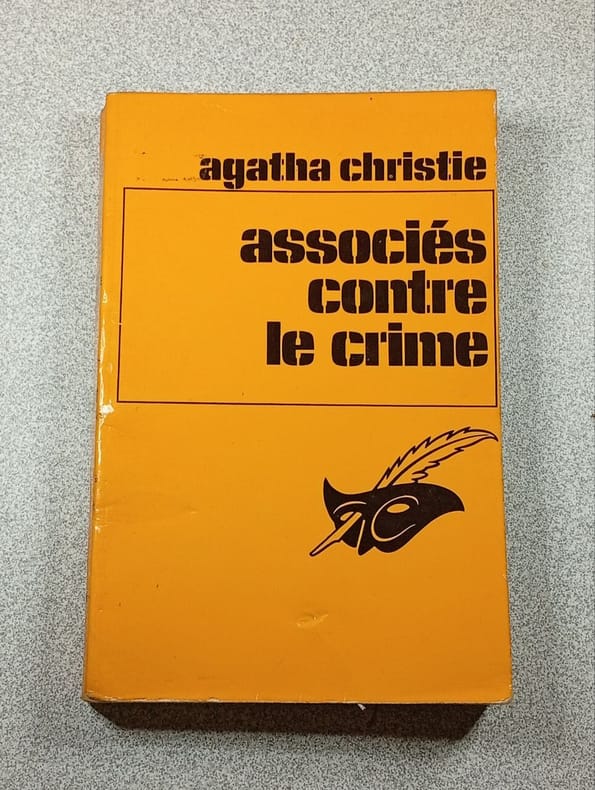 agatha christie
associés
contre
le crime